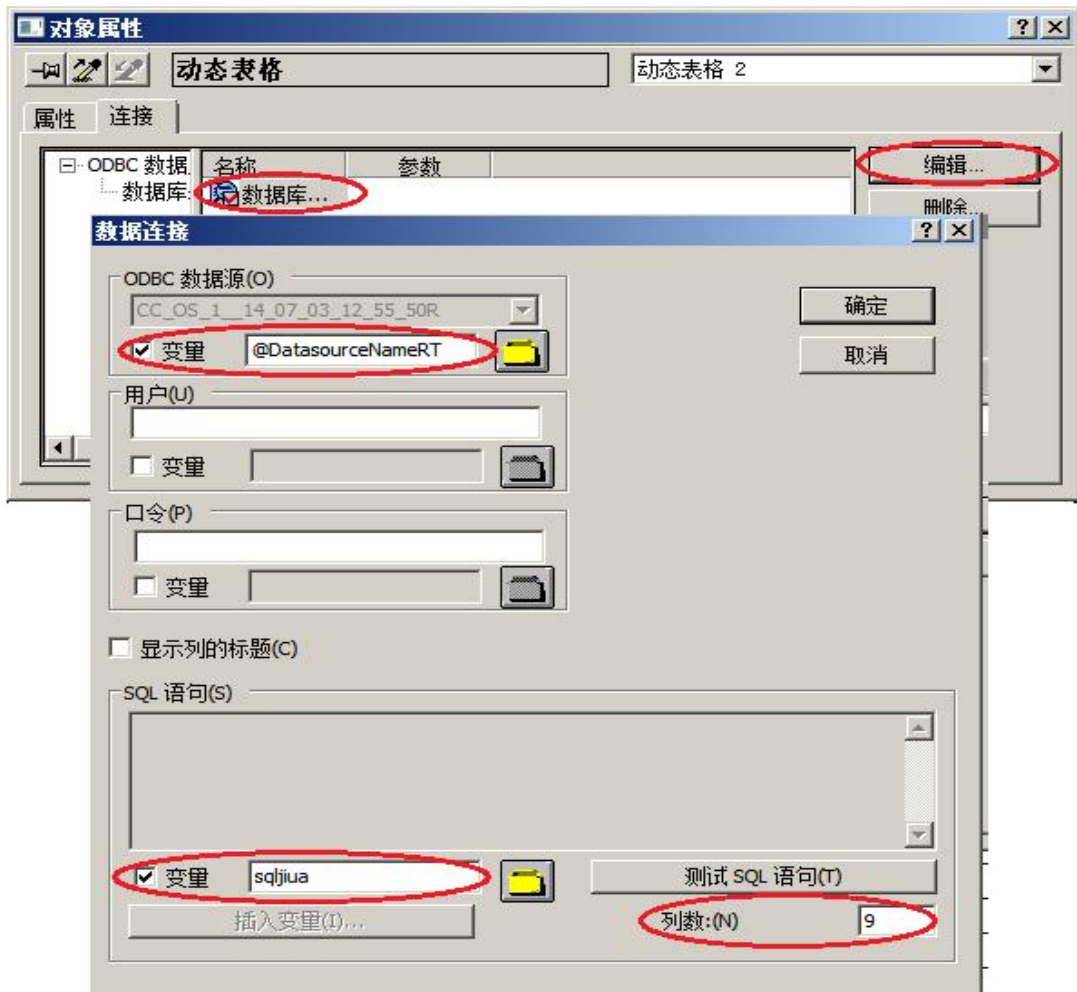 对象属性
动态表格
动态表格 2
属性 连接
ODBC 数据
名称 参数
编辑...
数据库:
数据库...
删除...
数据连接
ODBC 数据源(O)
CC_OS_1__14_07_03_12_55_50R
确定
变量 @DatasourceNameRT
取消
用户(U)
变量
口令(P)
变量
显示列的标题(C)
SQL 语句(S)
变量 sqljiua
测试 SQL 语句(T)
插入变量(I)...
列数:(N) 9